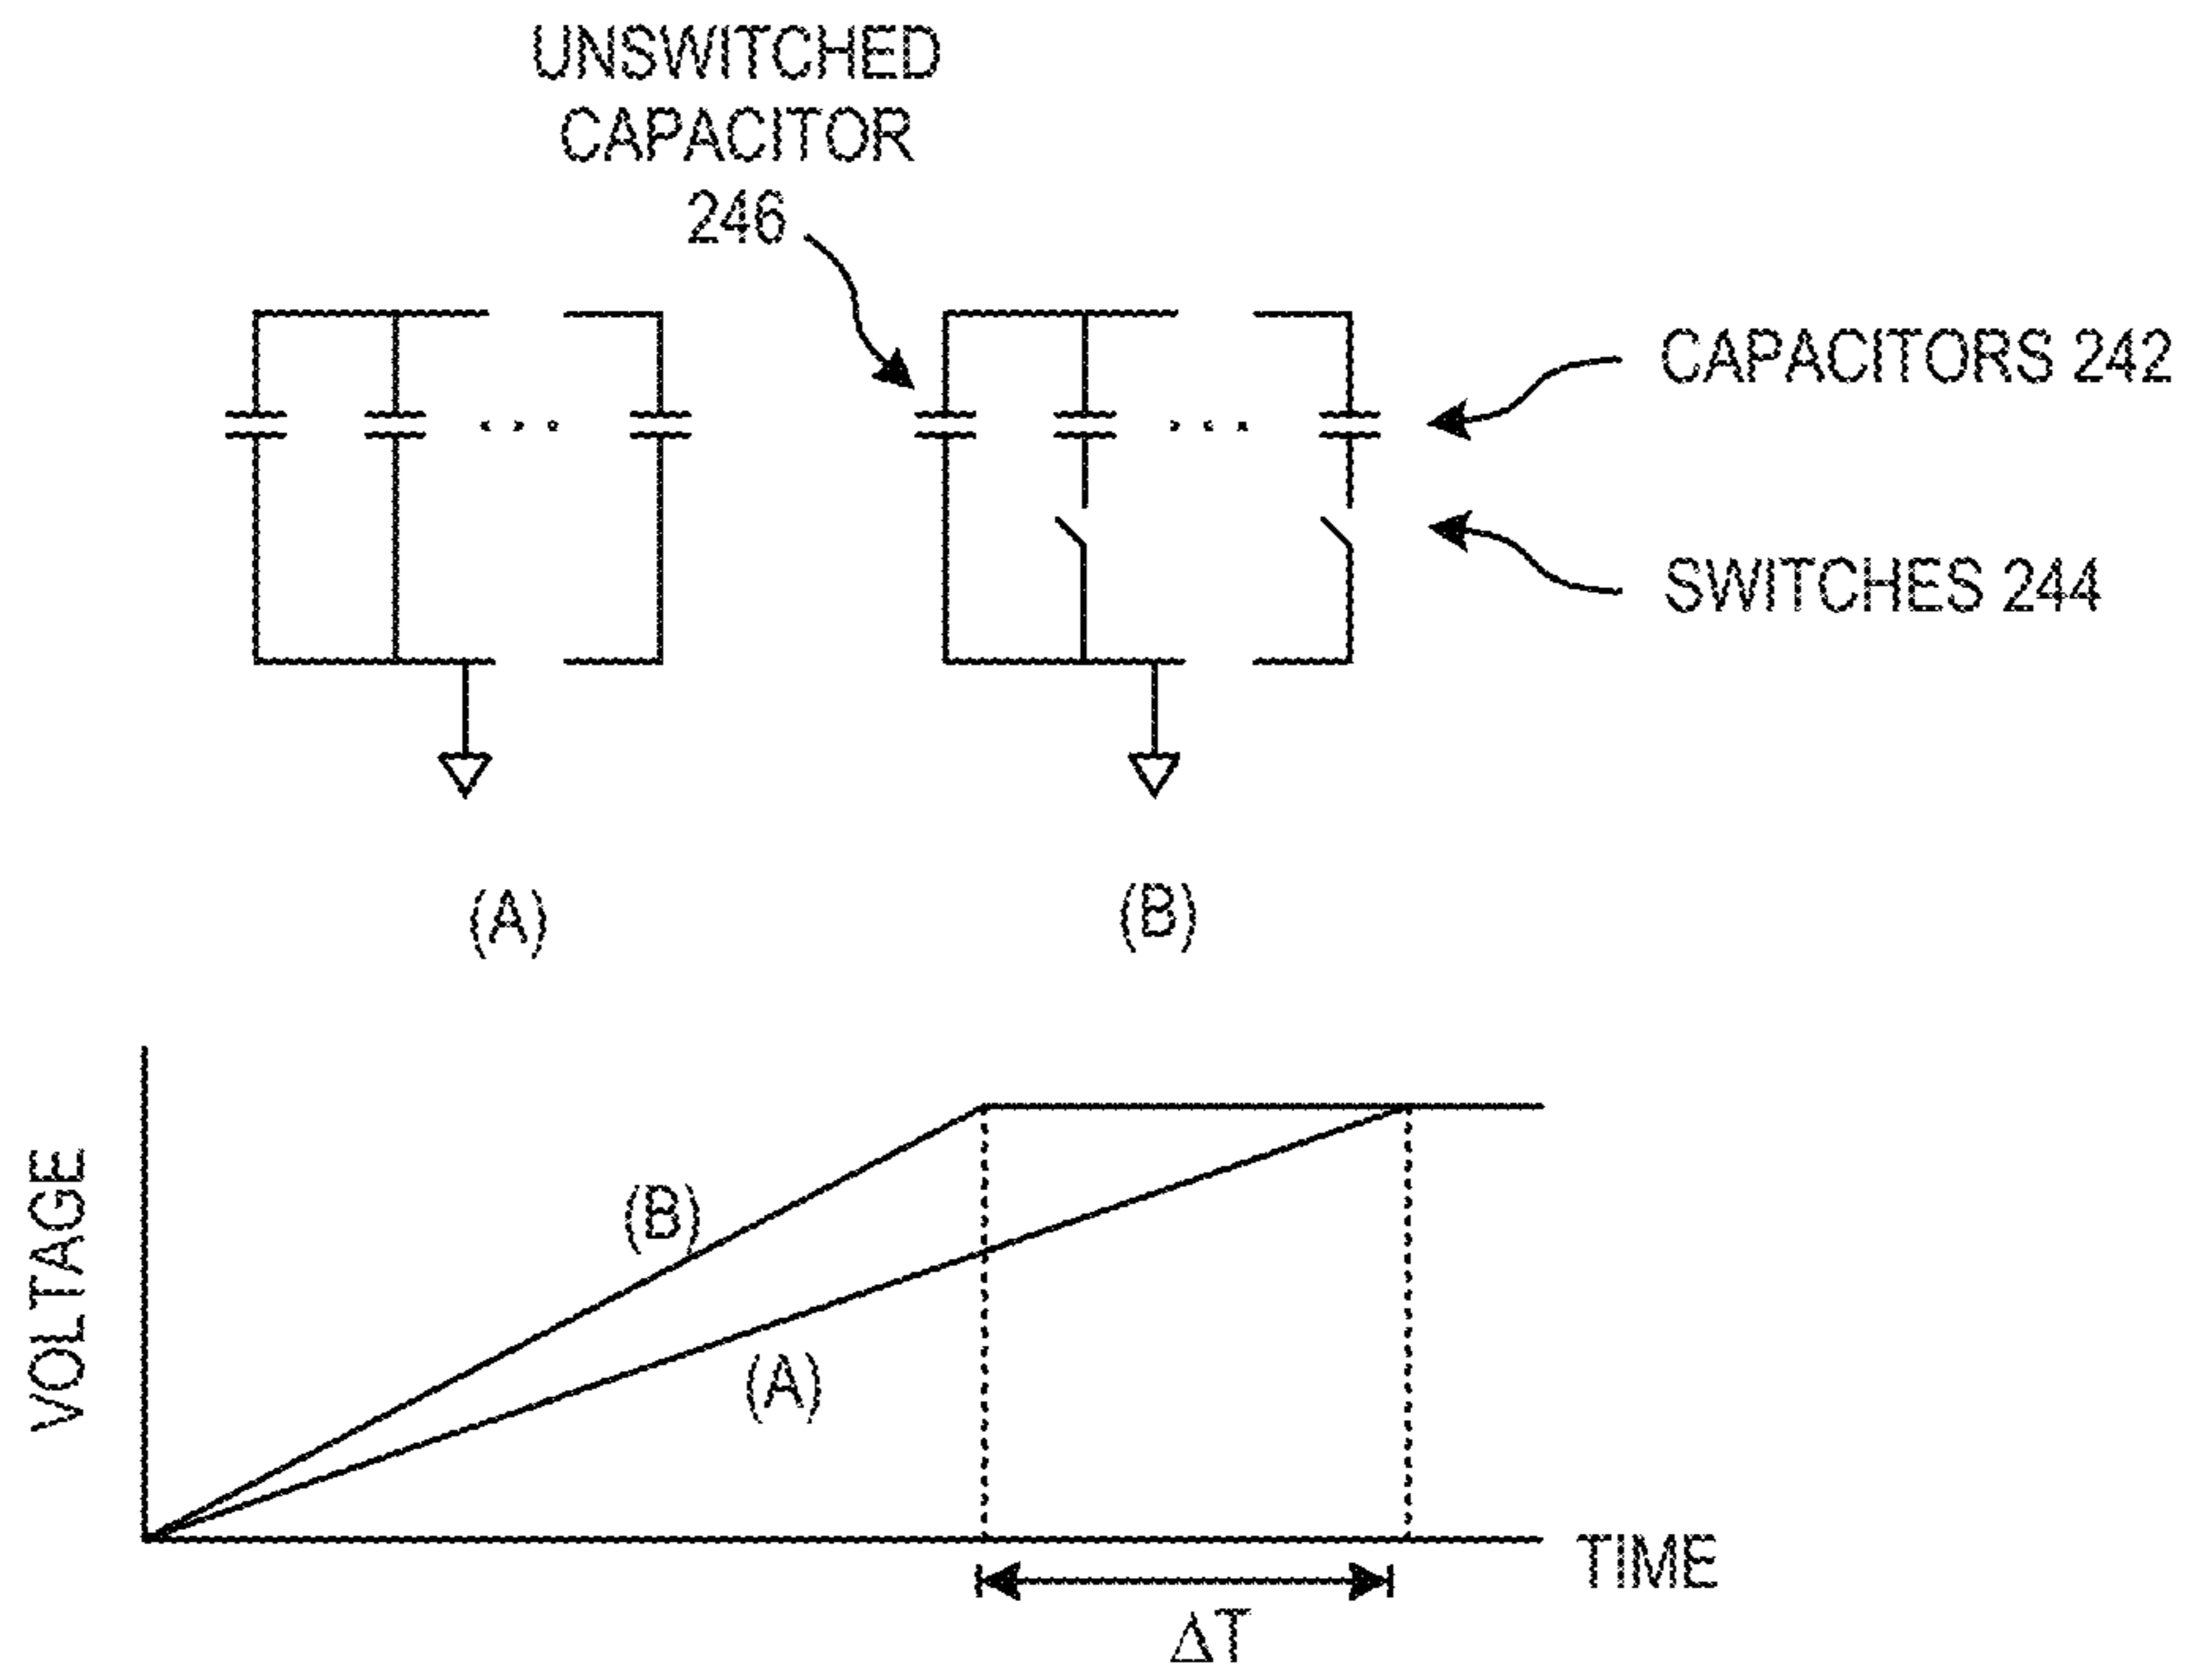 UNSWITCHED
CAPACITOR
246
CAPACITORS 242
SWITCHES 244
(A)
(B)
VOLTAGE
(B)
(A)
TIME
ΔT